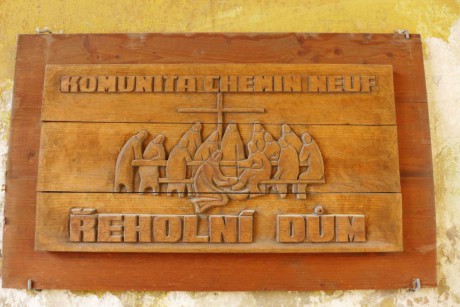 KOMUNITA CHEMIN NEUF
ŘEHOLNÍ DŮM